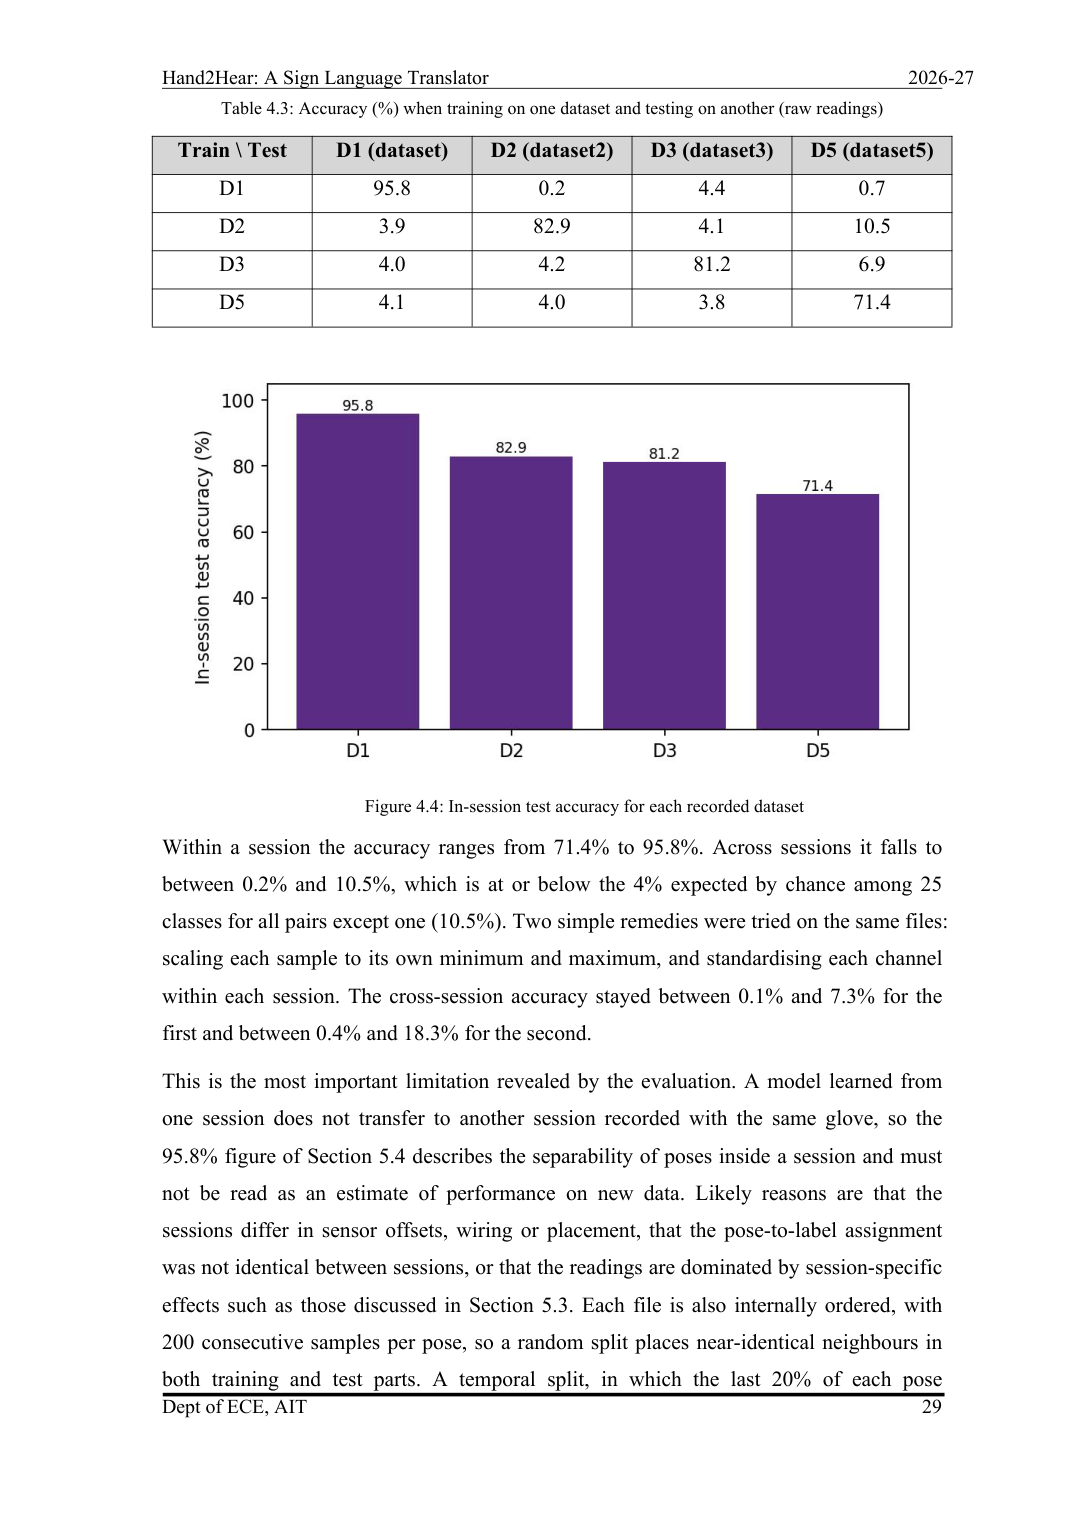 Hand2Hear: A Sign Language Translator 2026-27
Table 4.3: Accuracy (%) when training on one dataset and testing on another (raw readings)
Train \ Test D1 (dataset) D2 (dataset2) D3 (dataset3) D5 (dataset5)
D1 95.8 0.2 4.4 0.7
D2 3.9 82.9 4.1 10.5
D3 4.0 4.2 81.2 6.9
D5 4.1 4.0 3.8 71.4
In-session test accuracy (%)
100
80
60
40
20
0
95.8
82.9
81.2
71.4
D1 D2 D3 D5
Figure 4.4: In-session test accuracy for each recorded dataset
Within a session the accuracy ranges from 71.4% to 95.8%. Across sessions it falls to
between 0.2% and 10.5%, which is at or below the 4% expected by chance among 25
classes for all pairs except one (10.5%). Two simple remedies were tried on the same files:
scaling each sample to its own minimum and maximum, and standardising each channel
within each session. The cross-session accuracy stayed between 0.1% and 7.3% for the
first and between 0.4% and 18.3% for the second.
This is the most important limitation revealed by the evaluation. A model learned from
one session does not transfer to another session recorded with the same glove, so the
95.8% figure of Section 5.4 describes the separability of poses inside a session and must
not be read as an estimate of performance on new data. Likely reasons are that the
sessions differ in sensor offsets, wiring or placement, that the pose-to-label assignment
was not identical between sessions, or that the readings are dominated by session-specific
effects such as those discussed in Section 5.3. Each file is also internally ordered, with
200 consecutive samples per pose, so a random split places near-identical neighbours in
both training and test parts. A temporal split, in which the last 20% of each pose
Dept of ECE, AIT 29